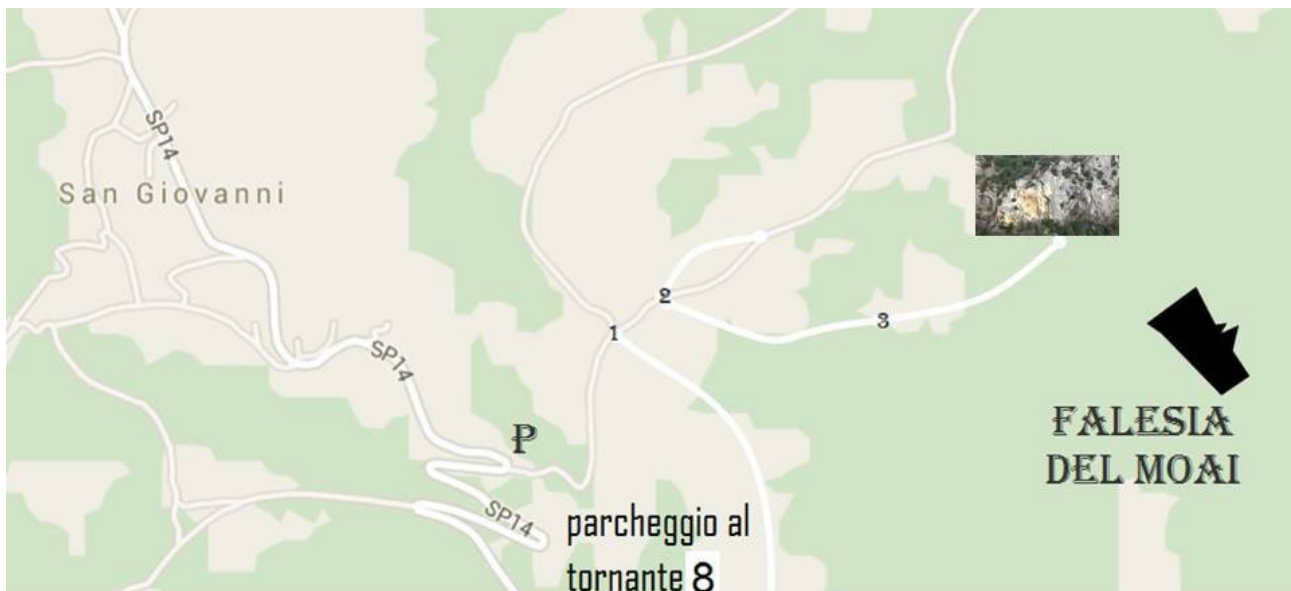 SP14
San Giovanni
2
3
1
SP14
FALESIA
DEL MOAI
P
SP14
parcheggio al
tornante 8